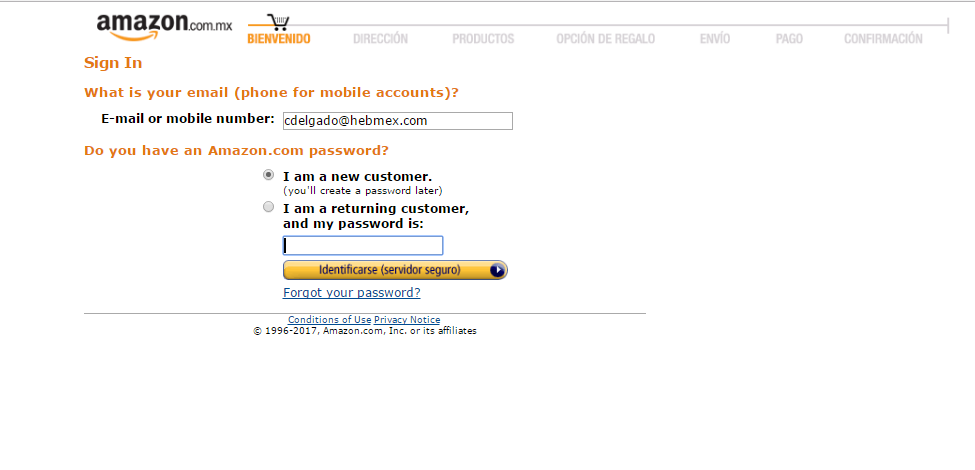 amazon.com.mx
BIENVENIDO DIRECCIÓN PRODUCTOS OPCIÓN DE REGALO ENVÍO PAGO CONFIRMACIÓN
Sign In
What is your email (phone for mobile accounts)?
E-mail or mobile number: cdelgado@hebmex.com
Do you have an Amazon.com password?
I am a new customer.
(you'll create a password later)
I am a returning customer,
and my password is:
Identificarse (servidor seguro)
Forgot your password?
Conditions of Use Privacy Notice
© 1996-2017, Amazon.com, Inc. or its affiliates